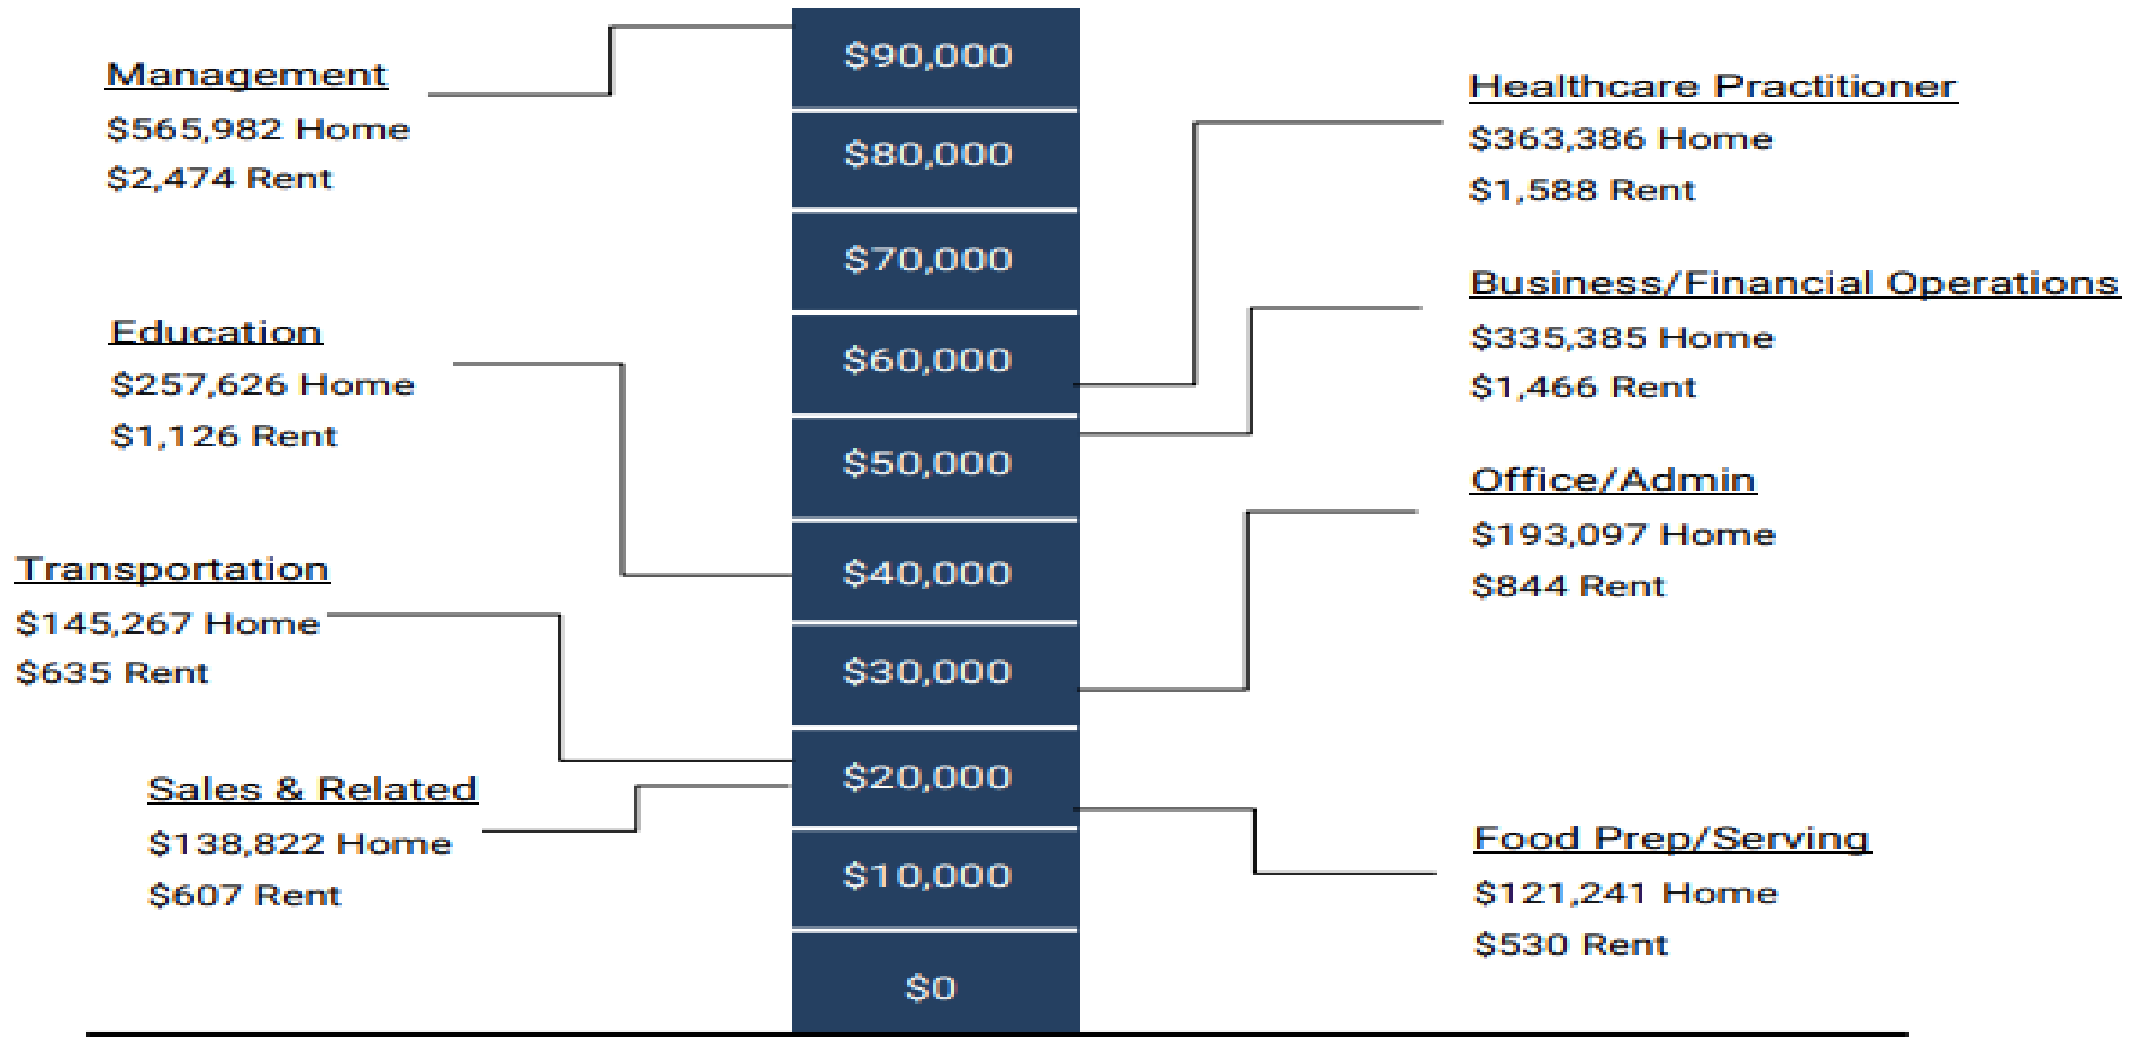 Management
$565,982 Home
$2,474 Rent
Education
$257,626 Home
$1,126 Rent
Transportation
$145,267 Home
$635 Rent
Sales & Related
$138,822 Home
$607 Rent
$90,000
$80,000
$70,000
$60,000
$50,000
$40,000
$30,000
$20,000
$10,000
$0
Healthcare Practitioner
$363,386 Home
$1,588 Rent
Business/Financial Operations
$335,385 Home
$1,466 Rent
Office/Admin
$193,097 Home
$844 Rent
Food Prep/Serving
$121,241 Home
$530 Rent